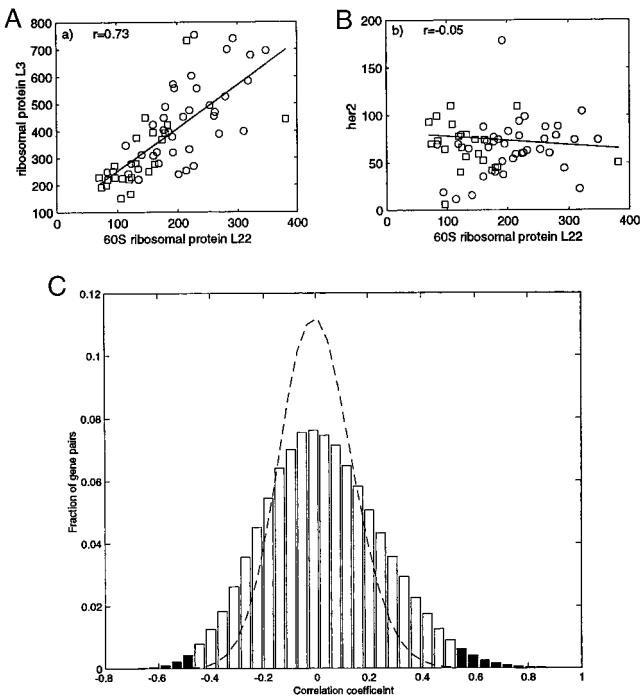 A
a) r=0.73
ribosomal protein L3
800
700
600
500
400
300
200
100
0 100 200 300 400
60S ribosomal protein L22
B
b) r=-0.05
her2
200
150
100
50
0
0 100 200 300 400
60S ribosomal protein L22
C
Fraction of gene pairs
0.12
0.1
0.08
0.06
0.04
0.02
0
-0.8 -0.6 -0.4 -0.2 0 0.2 0.4 0.6 0.8 1
Correlation coefficeint